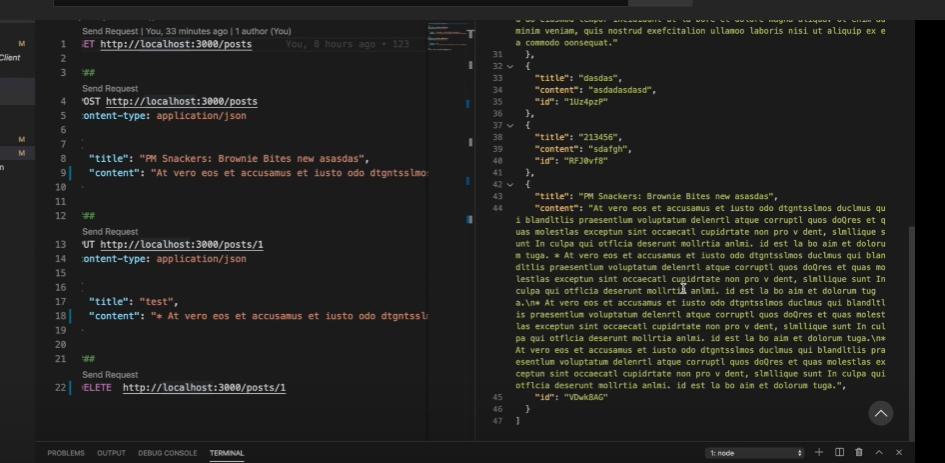 Send Request | You, 33 minutes ago | 1 author (You)
1 GET http://localhost:3000/posts You, 8 hours ago • 123
2
3 ##
Send Request
4 POST http://localhost:3000/posts
5 ontent-type: application/json
6
7
8 "title": "PM Snackers: Brownie Bites new asasdas",
9 "content": "At vero eos et accusamus et iusto odo dtgntsslmos
10
11
12 ##
Send Request
13 PUT http://localhost:3000/posts/1
14 ontent-type: application/json
15
16
17 "title": "test",
18 "content": "* At vero eos et accusamus et iusto odo dtgntssl
19
20
21 ##
Send Request
22 DELETE http://localhost:3000/posts/1
M
Client
M
M
n
minim veniam, quis nostrud exefcitalion ullamoo laboris nisi ut aliquip ex e
a commodo oonsequat."
31 },
32 {
33 "title": "dasdas",
34 "content": "asdadasdasd",
35 "id": "1Uz4pzP"
36 },
37 {
38 "title": "213456",
39 "content": "sdafgh",
40 "id": "RFJ0vf8"
41 },
42 {
43 "title": "PM Snackers: Brownie Bites new asasdas",
44 "content": "At vero eos et accusamus et iusto odo dtgntsslmos duclmus qu
i blandltlis praesentlum voluptatum delenrtl atque corruptl quos doQres et q
uas molestlas excepturn sint occaecatl cupidrtate non pro v dent, slmllique s
unt In culpa qui otflcia deserunt mollrtia anlmi. id est la bo aim et doloru
m tuga. * At vero eos et accusamus et iusto odo dtgntsslmos duclmus qui blan
dltlis praesentlum voluptatum delenrtl atque corruptl quos doQres et quas mo
lestlas excepturn sint occaecatl cupidrtate non pro v dent, slmllique sunt In
culpa qui otflcia deserunt mollrtia anlmi. id est la bo aim et dolorum tug
a.\n* At vero eos et accusamus et iusto odo dtgntsslmos duclmus qui blandltl
is praesentlum voluptatum delenrtl atque corruptl quos doQres et quas molest
las excepturn sint occaecatl cupidrtate non pro v dent, slmllique sunt In cul
pa qui otflcia deserunt mollrtia anlmi. id est la bo aim et dolorum tuga.\n*
At vero eos et accusamus et iusto odo dtgntsslmos duclmus qui blandltlis pra
esentlum voluptatum delenrtl atque corruptl quos doQres et quas molestlas ex
cepturn sint occaecatl cupidrtate non pro v dent, slmllique sunt In culpa qui
otflcia deserunt mollrtia anlmi. id est la bo aim et dolorum tuga.",
45 "id": "VDwk8AG"
46 }
47 ]
PROBLEMS OUTPUT DEBUG CONSOLE TERMINAL 1: node